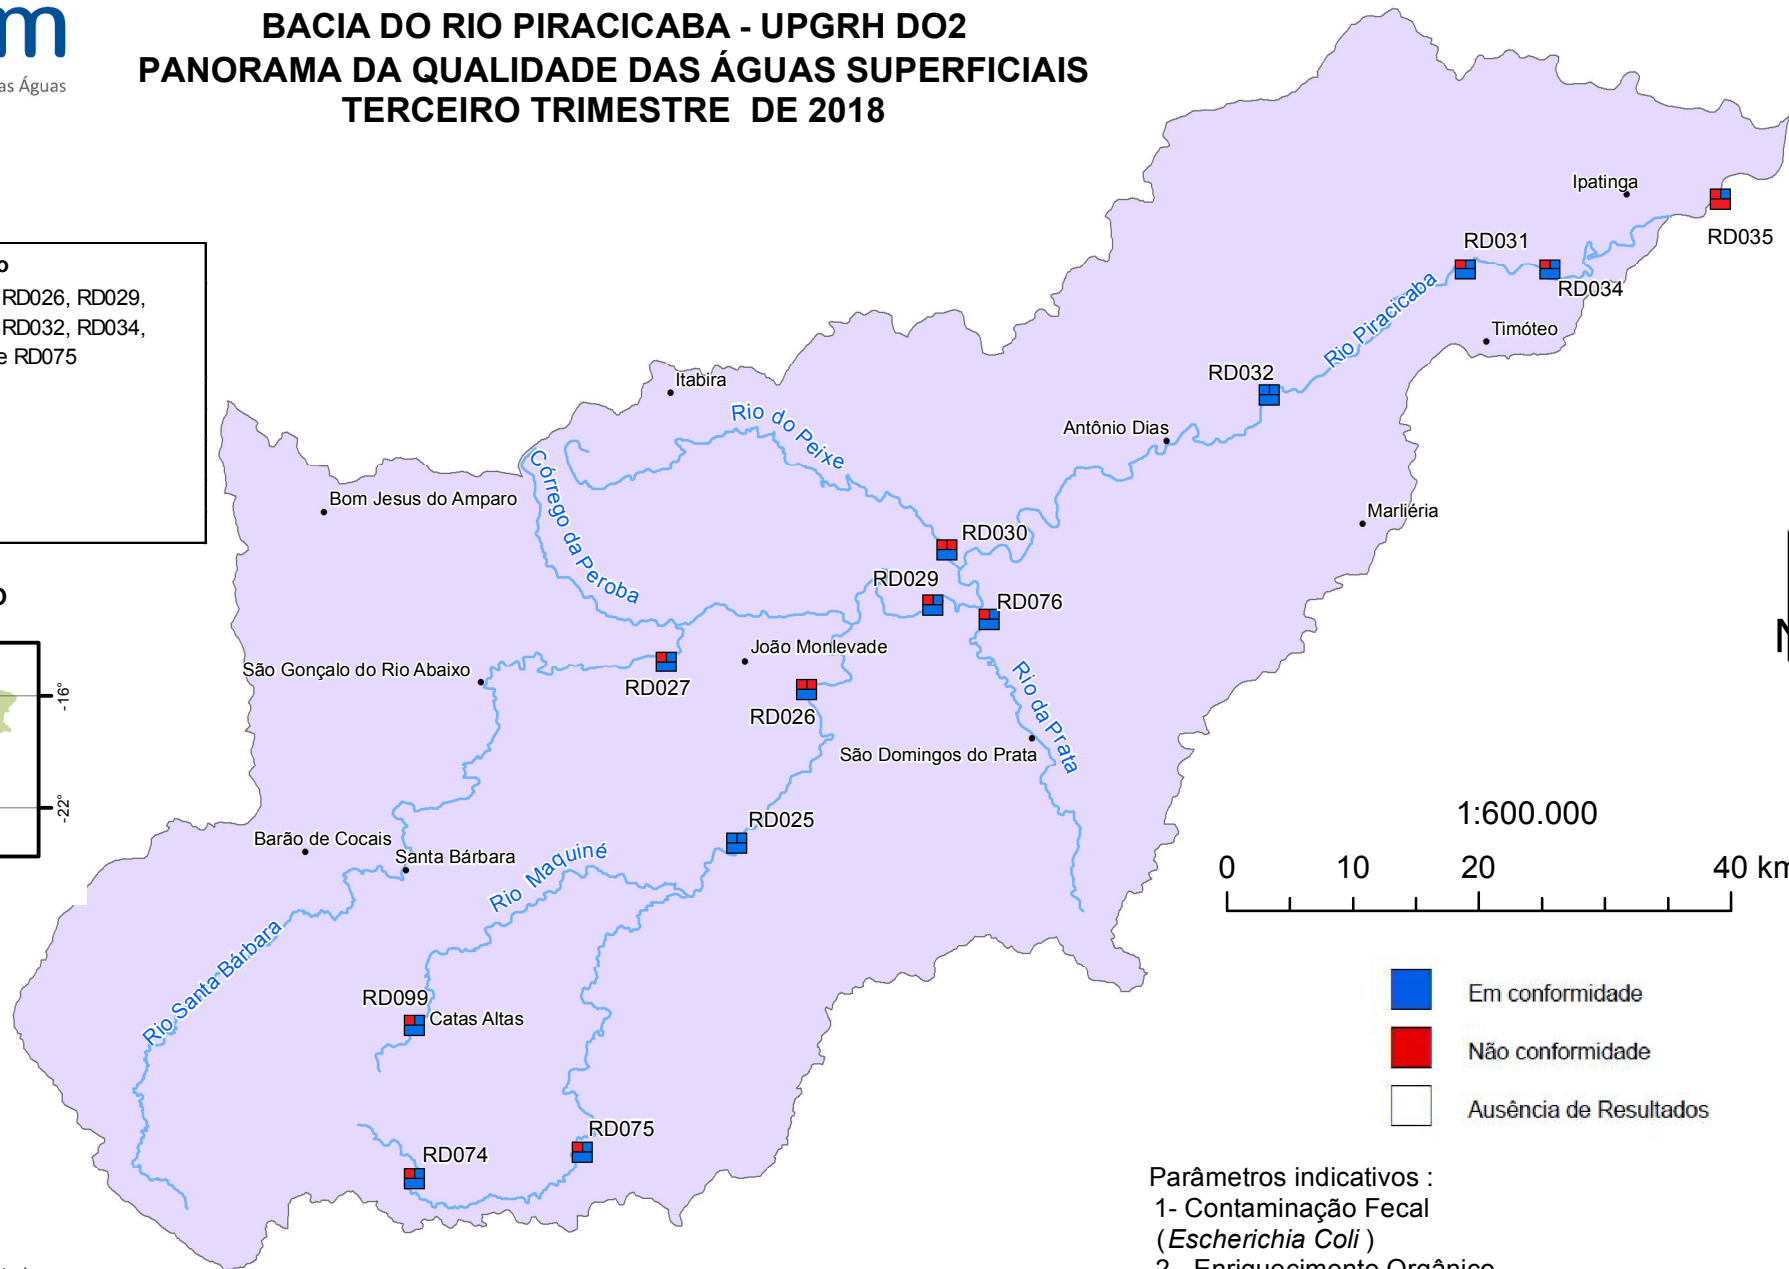 BACIA DO RIO PIRACICABA - UPGRH DO2
PANORAMA DA QUALIDADE DAS ÁGUAS SUPERFICIAIS
TERCEIRO TRIMESTRE DE 2018
m
as Águas
o
RD026, RD029,
RD032, RD034,
e RD075
-16°
-22°
Ipatinga
RD035
RD031
RD034
Rio Piracicaba
Timóteo
RD032
Itabira
Rio do Peixe
Antônio Dias
Córrego da Peroba
Bom Jesus do Amparo
Marliéria
RD030
RD029
RD076
João Monlevade
São Gonçalo do Rio Abaixo
RD027
RD026
Rio da Prata
São Domingos do Prata
RD025
Barão de Cocais
Santa Bárbara
Rio Maquiné
Rio Santa Bárbara
RD099
Catas Altas
RD075
RD074
N
1:600.000
0 10 20 40 km
Em conformidade
Não conformidade
Ausência de Resultados
Parâmetros indicativos :
1- Contaminação Fecal
(Escherichia Coli )
2 - Enriquecimento Orgânico